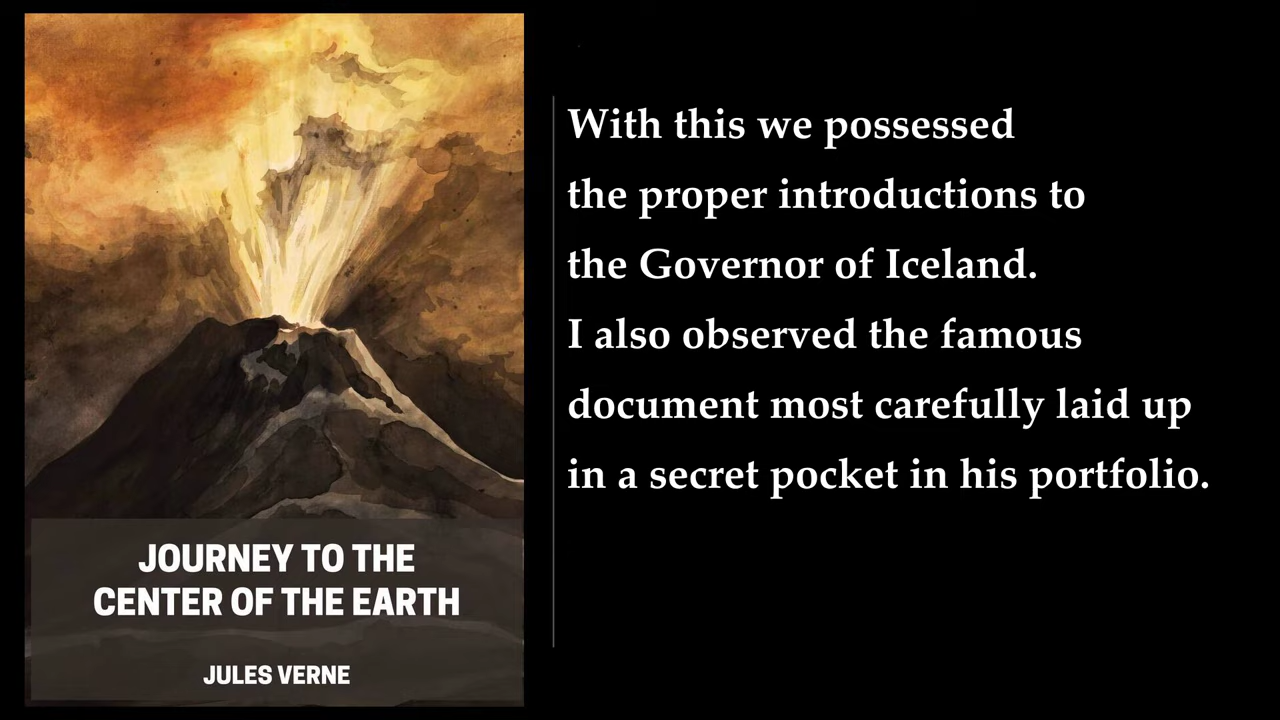 JOURNEY TO THE
CENTER OF THE EARTH
JULES VERNE
With this we possessed
the proper introductions to
the Governor of Iceland.
I also observed the famous
document most carefully laid up
in a secret pocket in his portfolio.